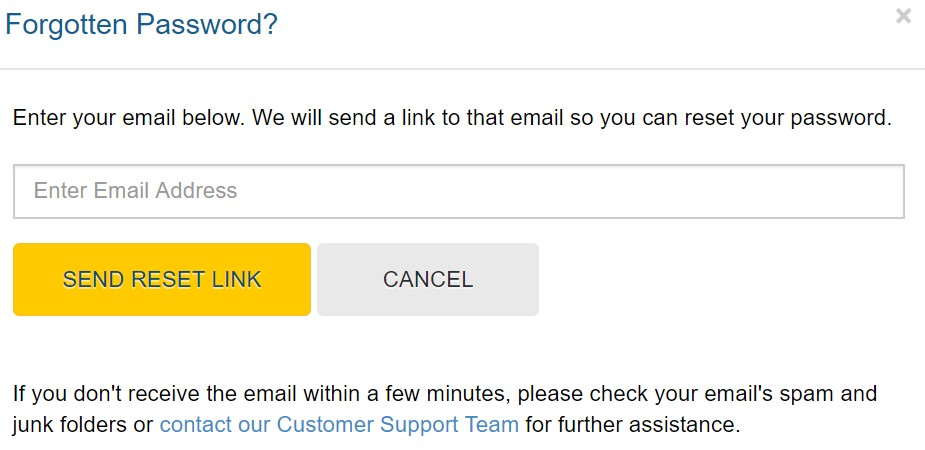 Forgotten Password?
×
Enter your email below. We will send a link to that email so you can reset your password.
Enter Email Address
SEND RESET LINK
CANCEL
If you don't receive the email within a few minutes, please check your email's spam and
junk folders or contact our Customer Support Team for further assistance.